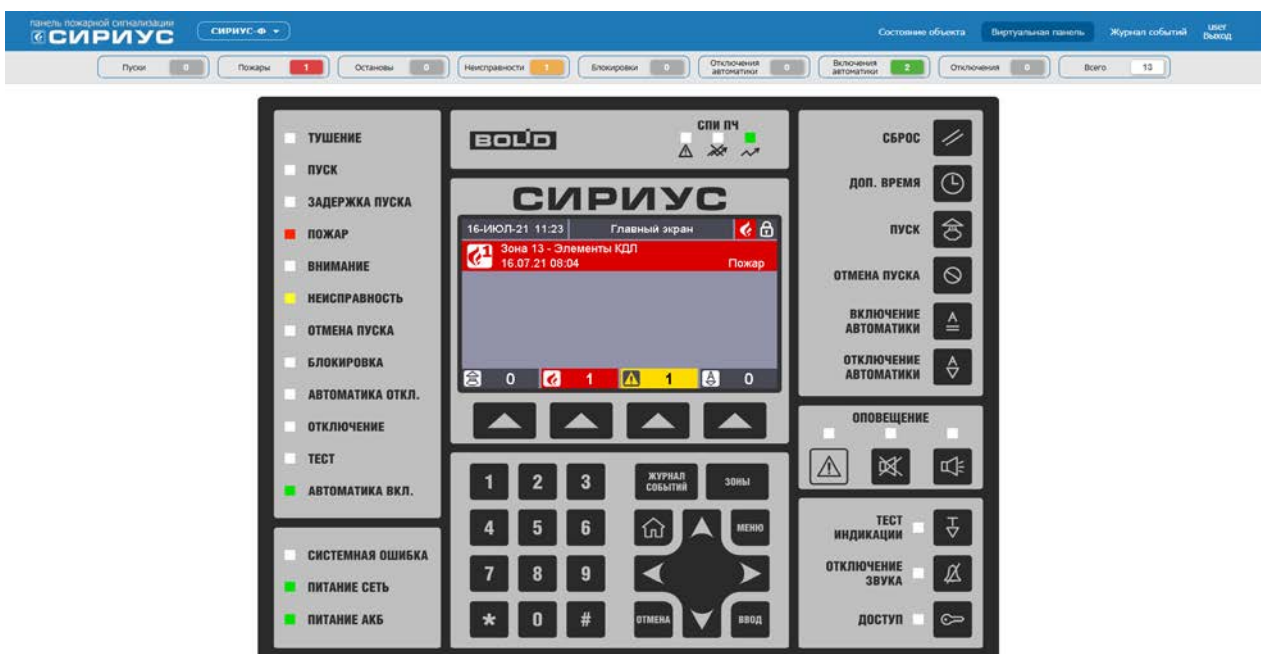 панель пожарной сигнализации
СИРИУС
СИРИУС-Ф
Состояние объекта
Виртуальная панель
Журнал событий
user
Выход
Пуски 0
Пожары 1
Остановы 0
Неисправности 1
Блокировки 0
Отключения автоматики 0
Включения автоматики 2
Отключения 0
Всего 13
ТУШЕНИЕ
ПУСК
ЗАДЕРЖКА ПУСКА
ПОЖАР
ВНИМАНИЕ
НЕИСПРАВНОСТЬ
ОТМЕНА ПУСКА
БЛОКИРОВКА
АВТОМАТИКА ОТКЛ.
ОТКЛЮЧЕНИЕ
ТЕСТ
АВТОМАТИКА ВКЛ.
СИСТЕМНАЯ ОШИБКА
ПИТАНИЕ СЕТЬ
ПИТАНИЕ АКБ
BOLID
СПИ ПЧ
СИРИУС
16-ИЮЛ-21 11:23 Главный экран
1 Зона 13 - Элементы КДЛ
16.07.21 08:04 Пожар
0 1 1 0
1 2 3
ЖУРНАЛ
СОБЫТИЙ
ЗОНЫ
4 5 6
МЕНЮ
7 8 9
* 0 #
ОТМЕНА
ВВОД
СБРОС
ДОП. ВРЕМЯ
ПУСК
ОТМЕНА ПУСКА
ВКЛЮЧЕНИЕ
АВТОМАТИКИ
ОТКЛЮЧЕНИЕ
АВТОМАТИКИ
ОПОВЕЩЕНИЕ
ТЕСТ
ИНДИКАЦИИ
ОТКЛЮЧЕНИЕ
ЗВУКА
ДОСТУП